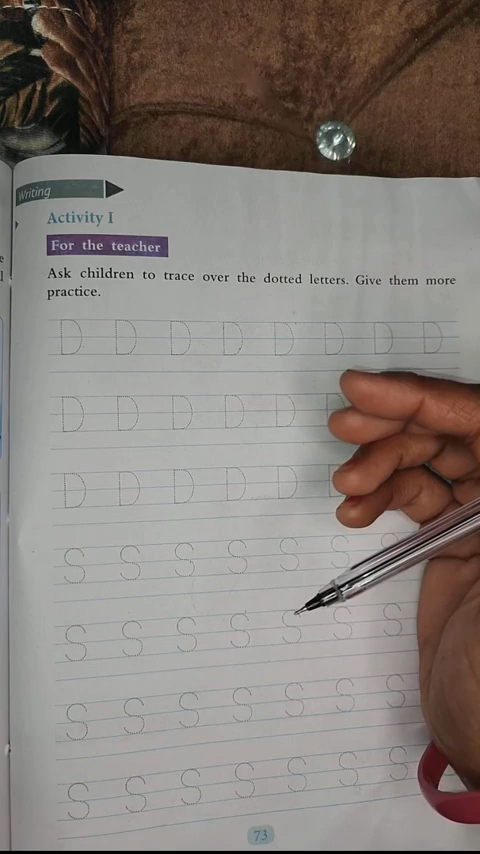 Writing
Activity I
For the teacher
Ask children to trace over the dotted letters. Give them more
practice.
D D D D D D D D
D D D D D
D D D D D
S S S S S S
S S S S S S S
S S S S S S S
S S S S S S S
73